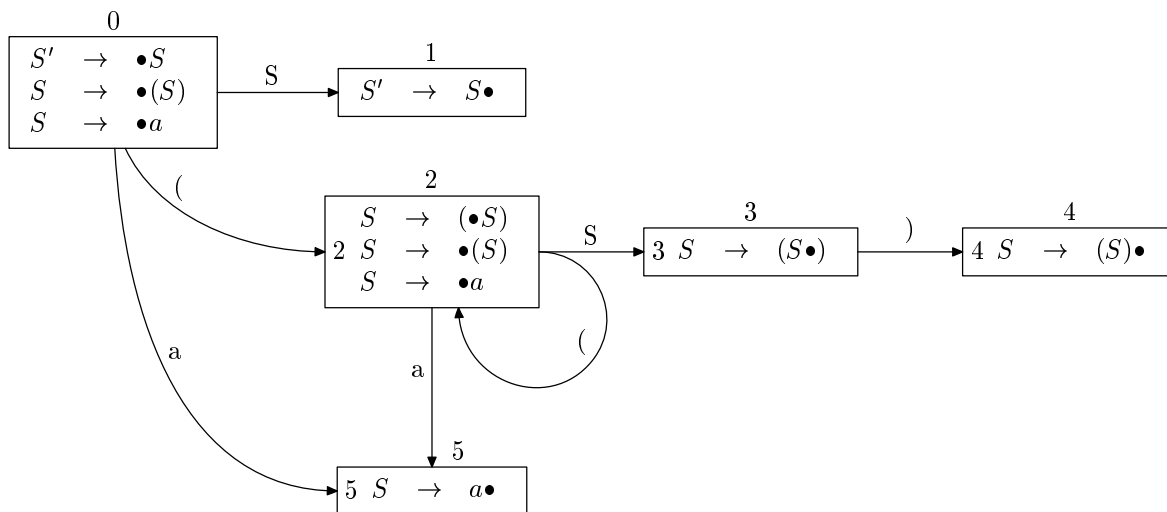 0
S′ → •S
S → •(S)
S → •a
S
1
S′ → S•
(
2
S → (•S)
2 S → •(S)
S → •a
S
3
3 S → (S•)
)
4
4 S → (S)•
(
a
a
5
5 S → a•